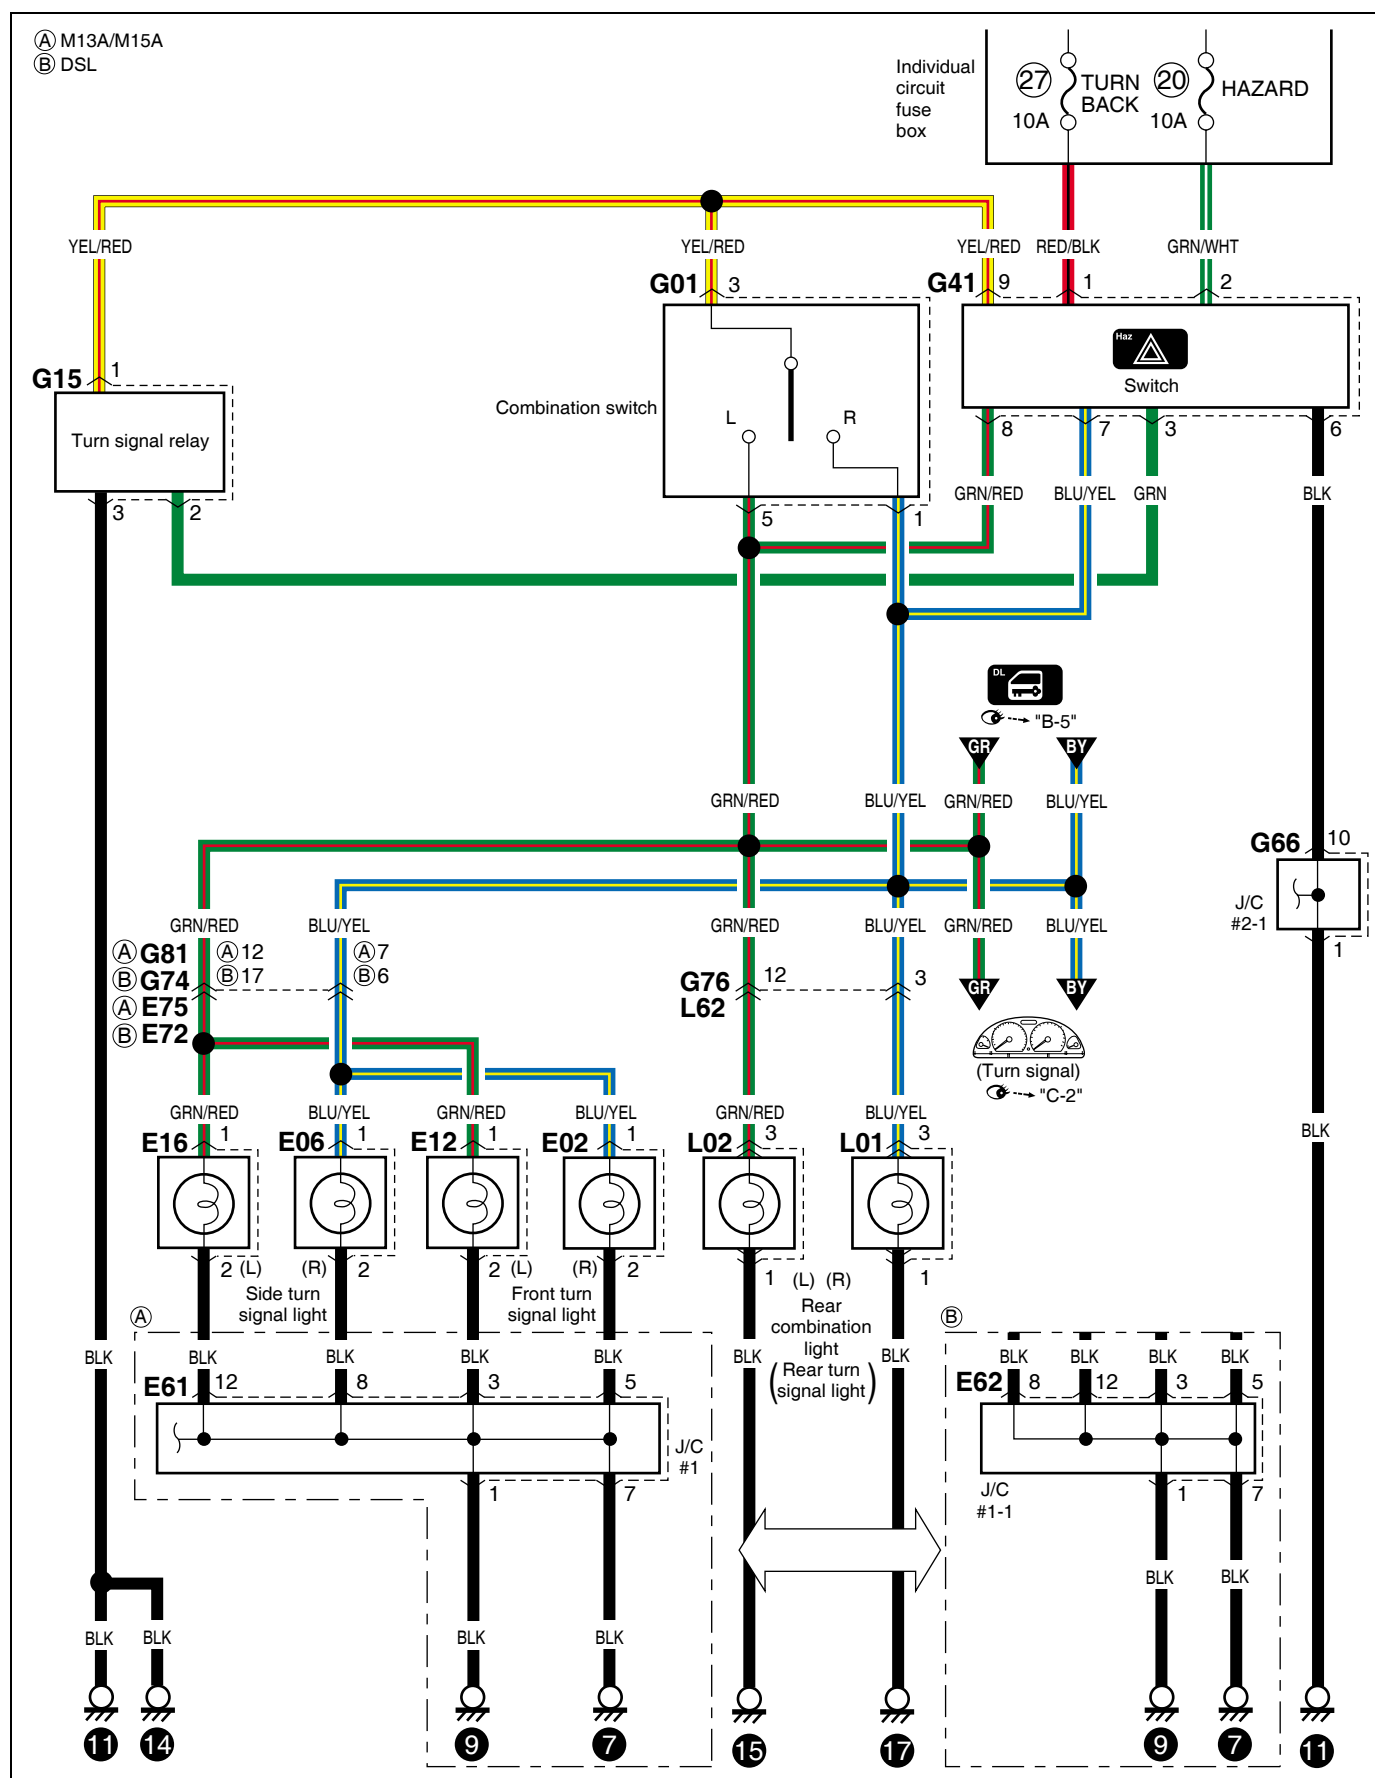 Ⓐ M13A/M15A
Ⓑ DSL
Individual
circuit
fuse
box
27
TURN
BACK
10A
20
HAZARD
10A
YEL/RED YEL/RED YEL/RED RED/BLK GRN/WHT
G01 3 G41 9 1 2
G15 1
Turn signal relay
3 2
Combination switch
L R
5 1
Haz
Switch
8 7 3 6
GRN/RED BLU/YEL GRN BLK
DL
"B-5"
GR BY
GRN/RED BLU/YEL GRN/RED BLU/YEL
G66 10
J/C
#2-1
1
GRN/RED BLU/YEL GRN/RED BLU/YEL GRN/RED BLU/YEL
Ⓐ G81 Ⓐ 12 Ⓐ 7
Ⓑ G74 Ⓑ 17 Ⓑ 6
Ⓐ E75
Ⓑ E72
G76 12 3
L62
GR BY
(Turn signal)
"C-2"
GRN/RED BLU/YEL GRN/RED BLU/YEL GRN/RED BLU/YEL BLK
E16 1 E06 1 E12 1 E02 1 L02 3 L01 3
2 (L) (R) 2 2 (L) (R) 2 1 (L) (R) 1
Side turn
signal light
Front turn
signal light
Rear
combination
light
(Rear turn
signal light)
Ⓐ Ⓑ
BLK BLK BLK BLK BLK BLK BLK BLK BLK BLK BLK
E61 12 8 3 5 E62 8 12 3 5
J/C
#1
1 7
J/C
#1-1
1 7
BLK BLK
BLK BLK BLK BLK
11 14 9 7 15 17 9 7 11